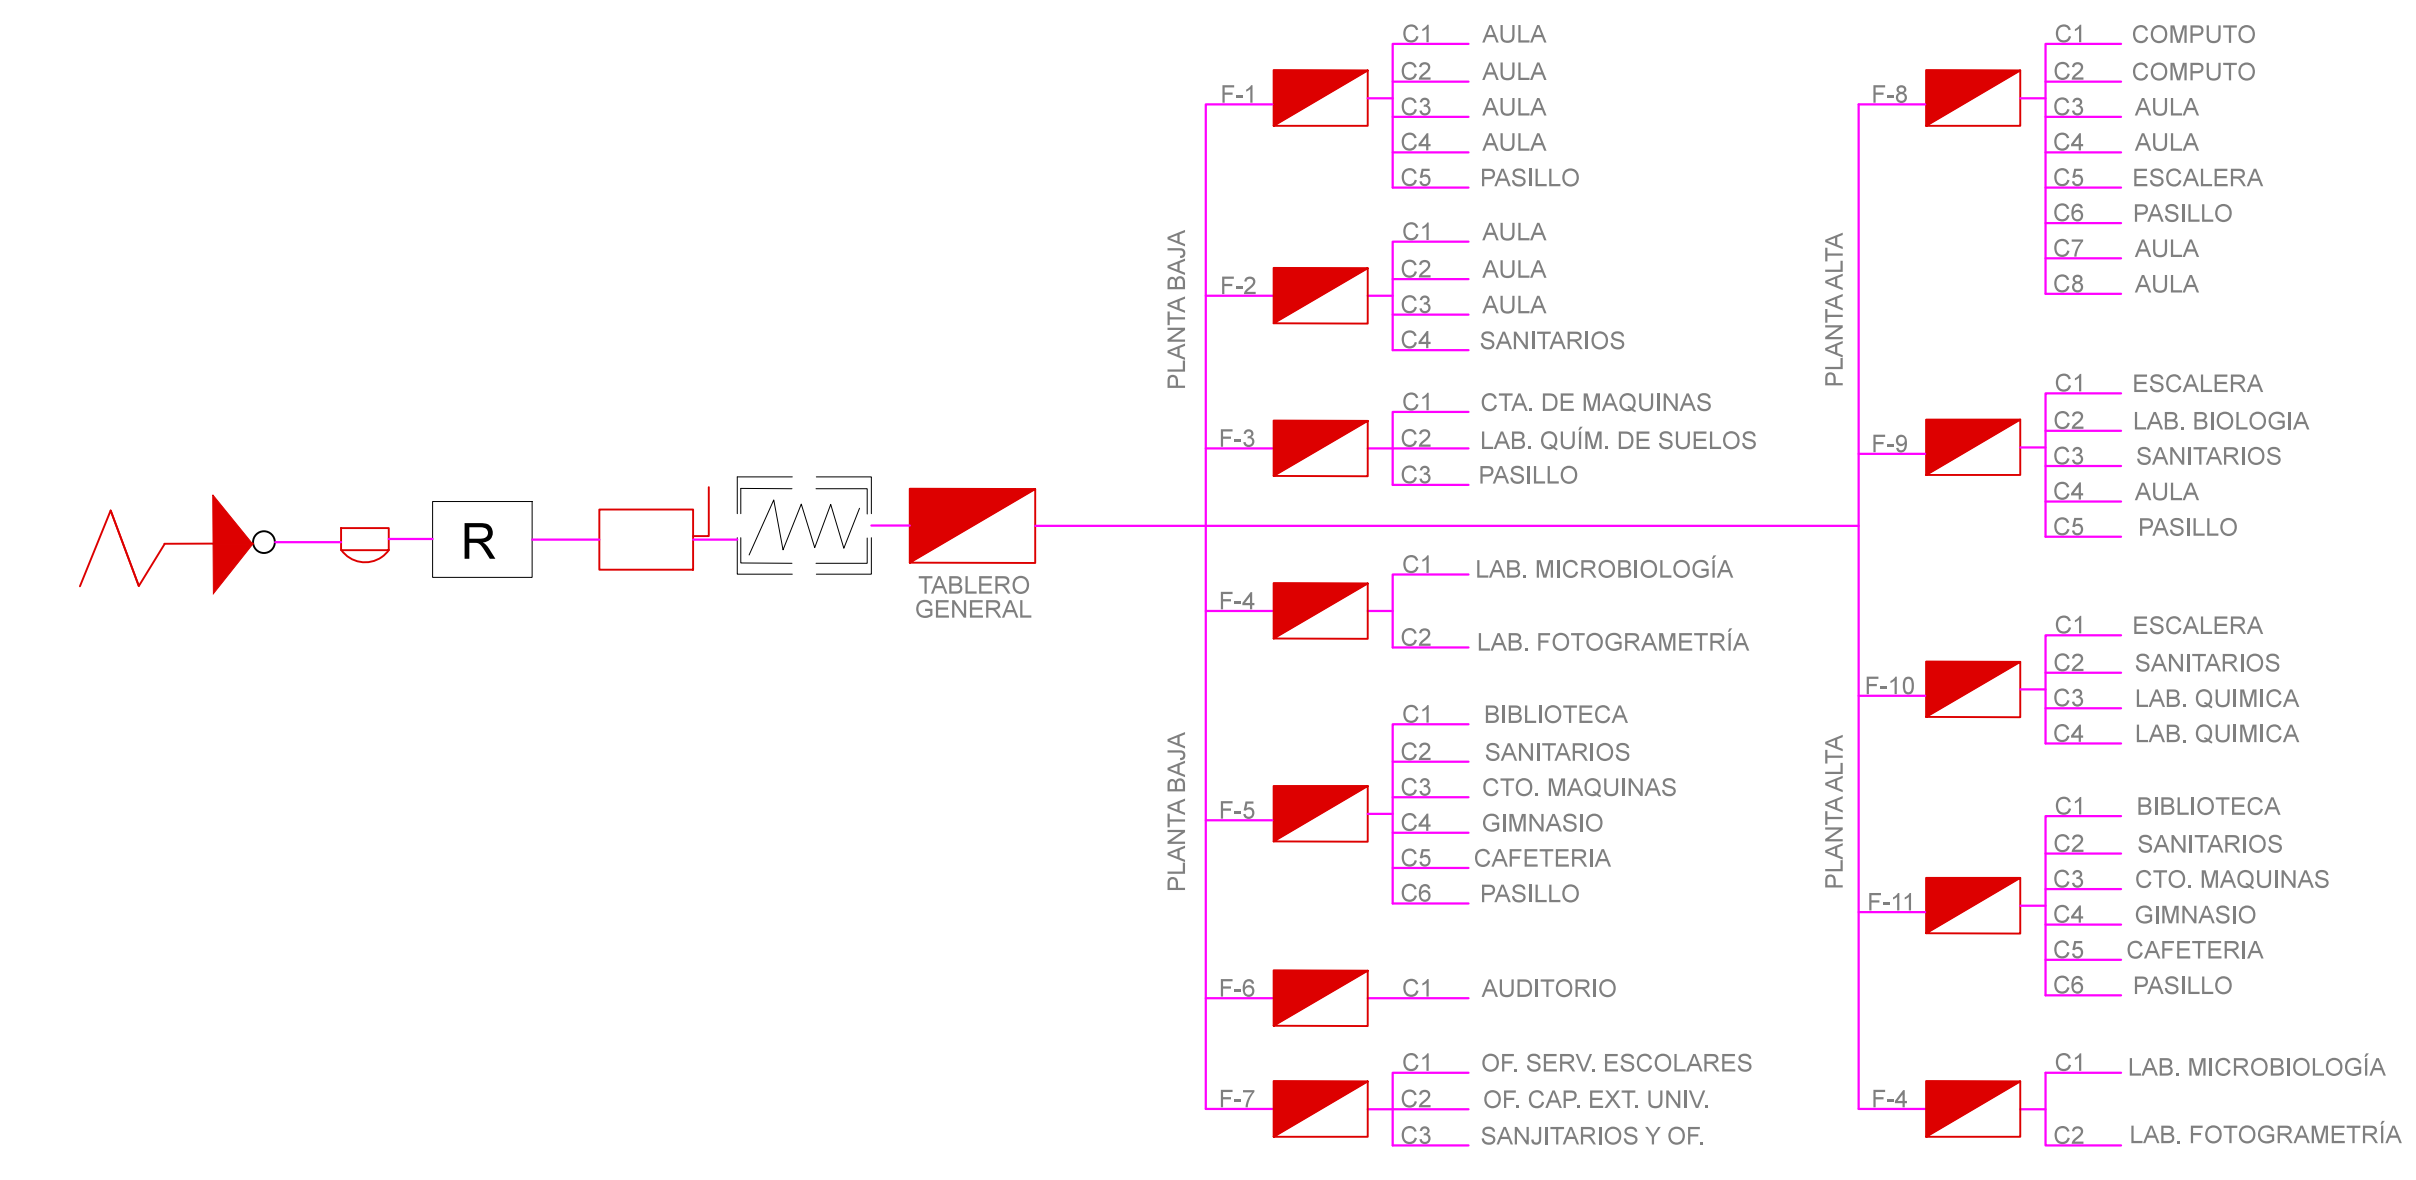 R
TABLERO
GENERAL
PLANTA BAJA
PLANTA BAJA
F-1
C1 AULA
C2 AULA
C3 AULA
C4 AULA
C5 PASILLO
F-2
C1 AULA
C2 AULA
C3 AULA
C4 SANITARIOS
F-3
C1 CTA. DE MAQUINAS
C2 LAB. QUÍM. DE SUELOS
C3 PASILLO
F-4
C1 LAB. MICROBIOLOGÍA
C2 LAB. FOTOGRAMETRÍA
F-5
C1 BIBLIOTECA
C2 SANITARIOS
C3 CTO. MAQUINAS
C4 GIMNASIO
C5 CAFETERIA
C6 PASILLO
F-6
C1 AUDITORIO
F-7
C1 OF. SERV. ESCOLARES
C2 OF. CAP. EXT. UNIV.
C3 SANJITARIOS Y OF.
PLANTA ALTA
PLANTA ALTA
F-8
C1 COMPUTO
C2 COMPUTO
C3 AULA
C4 AULA
C5 ESCALERA
C6 PASILLO
C7 AULA
C8 AULA
F-9
C1 ESCALERA
C2 LAB. BIOLOGIA
C3 SANITARIOS
C4 AULA
C5 PASILLO
F-10
C1 ESCALERA
C2 SANITARIOS
C3 LAB. QUIMICA
C4 LAB. QUIMICA
F-11
C1 BIBLIOTECA
C2 SANITARIOS
C3 CTO. MAQUINAS
C4 GIMNASIO
C5 CAFETERIA
C6 PASILLO
F-4
C1 LAB. MICROBIOLOGÍA
C2 LAB. FOTOGRAMETRÍA